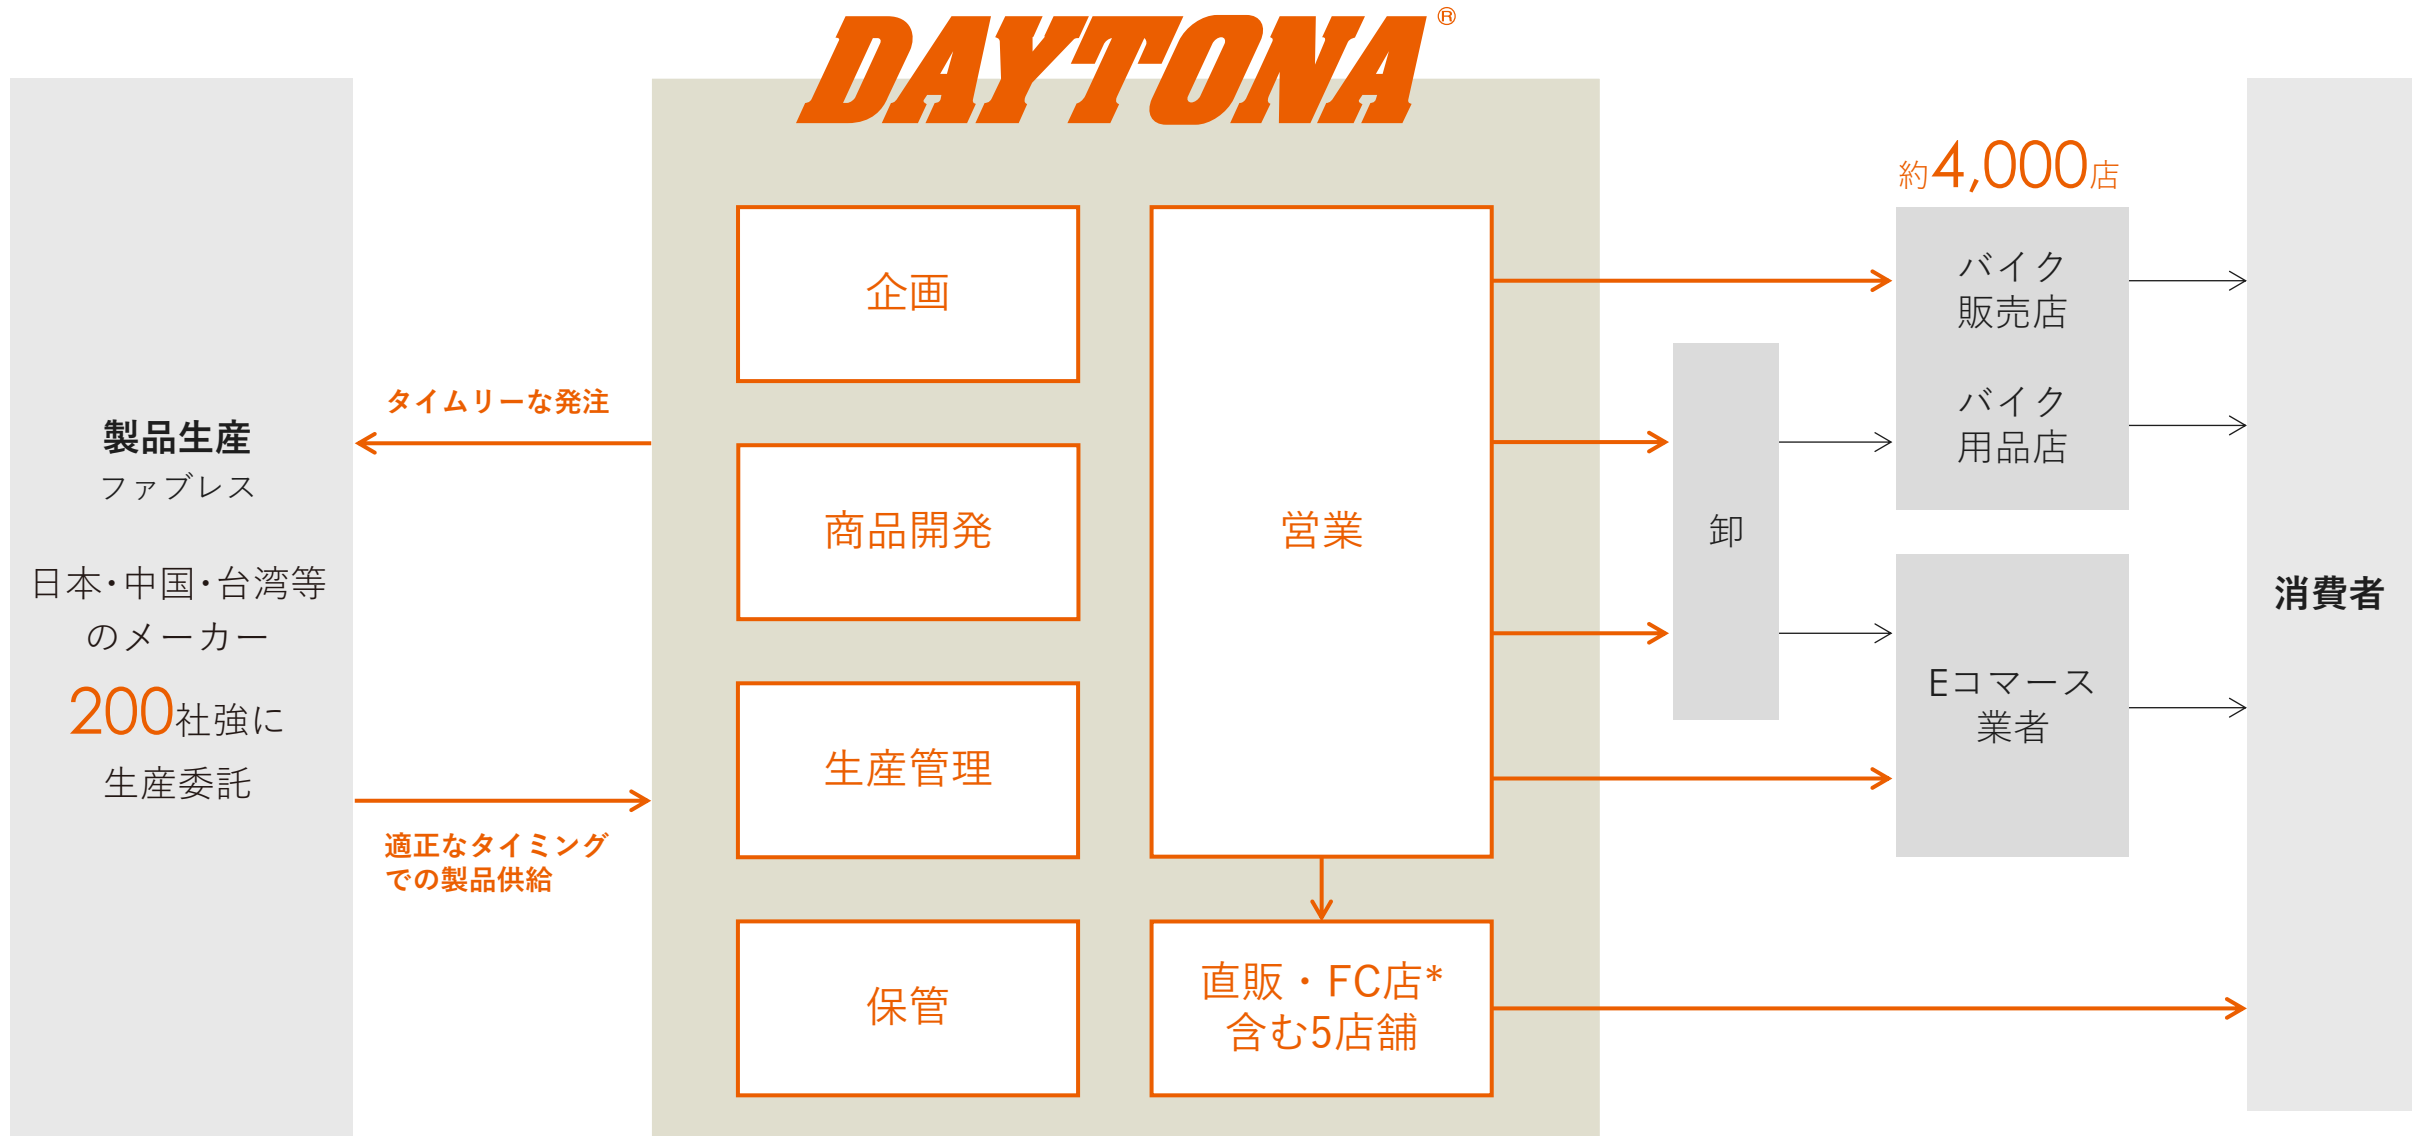 DAYTONA®
製品生産
ファブレス
日本・中国・台湾等
のメーカー
200社強に
生産委託
タイムリーな発注
適正なタイミング
での製品供給
企画
商品開発
生産管理
保管
営業
直販・FC店*
含む5店舗
卸
約4,000店
バイク
販売店
バイク
用品店
Eコマース
業者
消費者